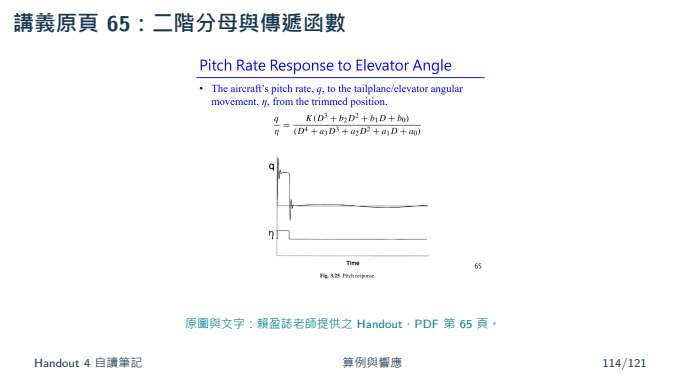 講義原頁 65：二階分母與傳遞函數
Pitch Rate Response to Elevator Angle
• The aircraft's pitch rate, q, to the tailplane/elevator angular
movement, η, from the trimmed position.
q/η = K(D³ + b₂D² + b₁D + b₀) / (D⁴ + a₃D³ + a₂D² + a₁D + a₀)
q
η
Time
Fig. 3.25 Pitch response.
65
原圖與文字：賴盈誌老師提供之 Handout，PDF 第 65 頁。
Handout 4 自讀筆記
算例與響應
114/121